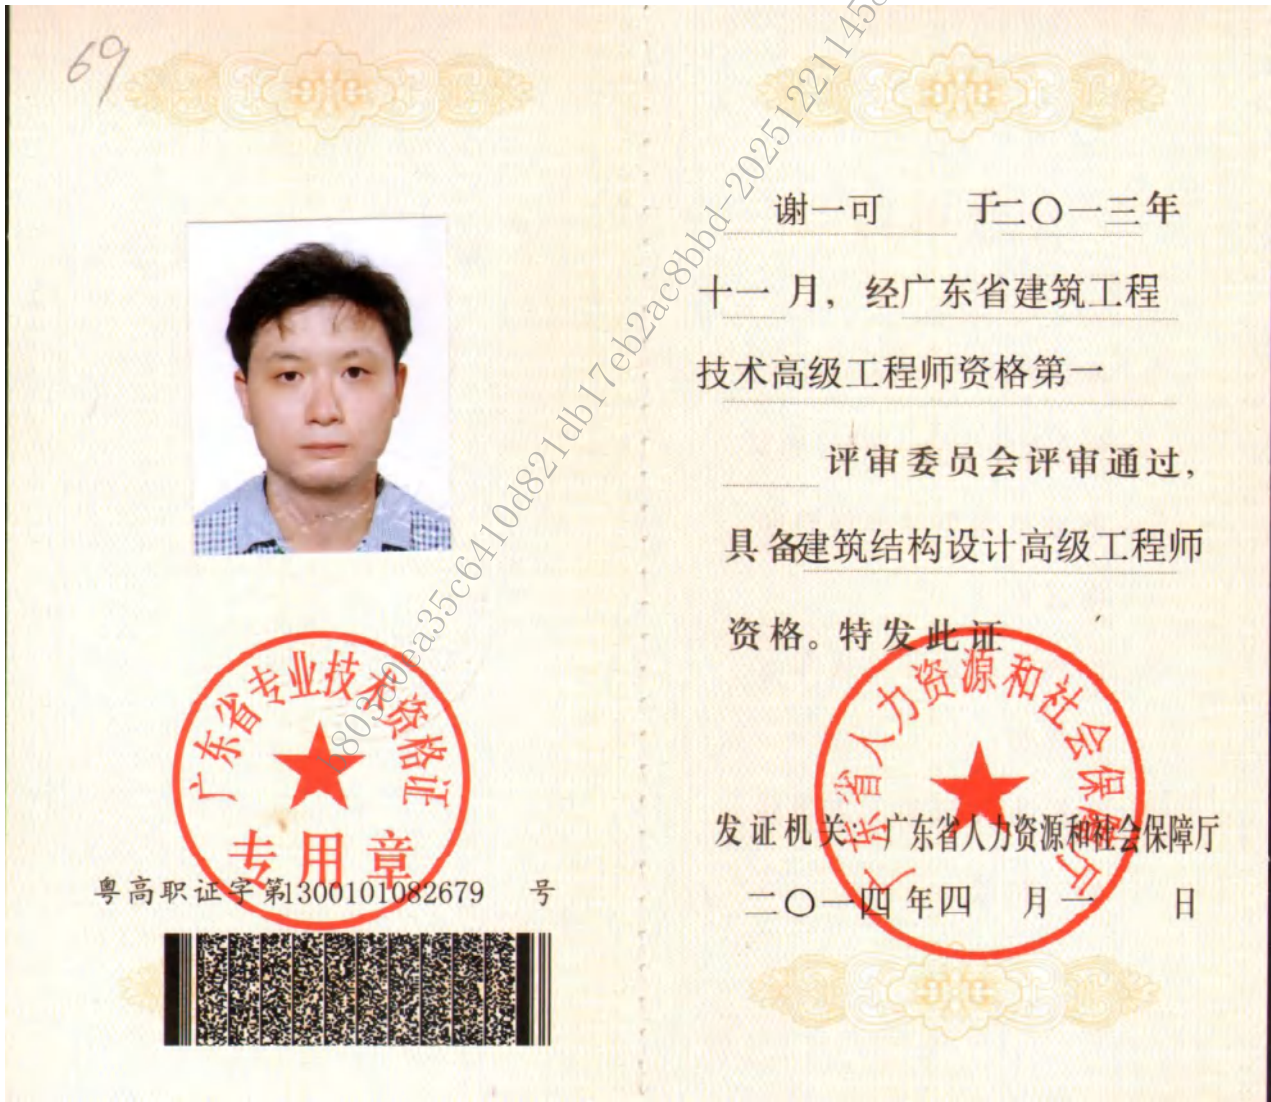 69
广东省专业技术资格证
专用章
粤高职证字第1300101082679 号
谢一可 于二〇一三年
十一 月，经广东省建筑工程
技术高级工程师资格第一
评审委员会评审通过，
具备建筑结构设计高级工程师
资格。特发此证
广东省人力资源和社会保障厅
发证机关：广东省人力资源和社会保障厅
二〇一四 年四 月一 日